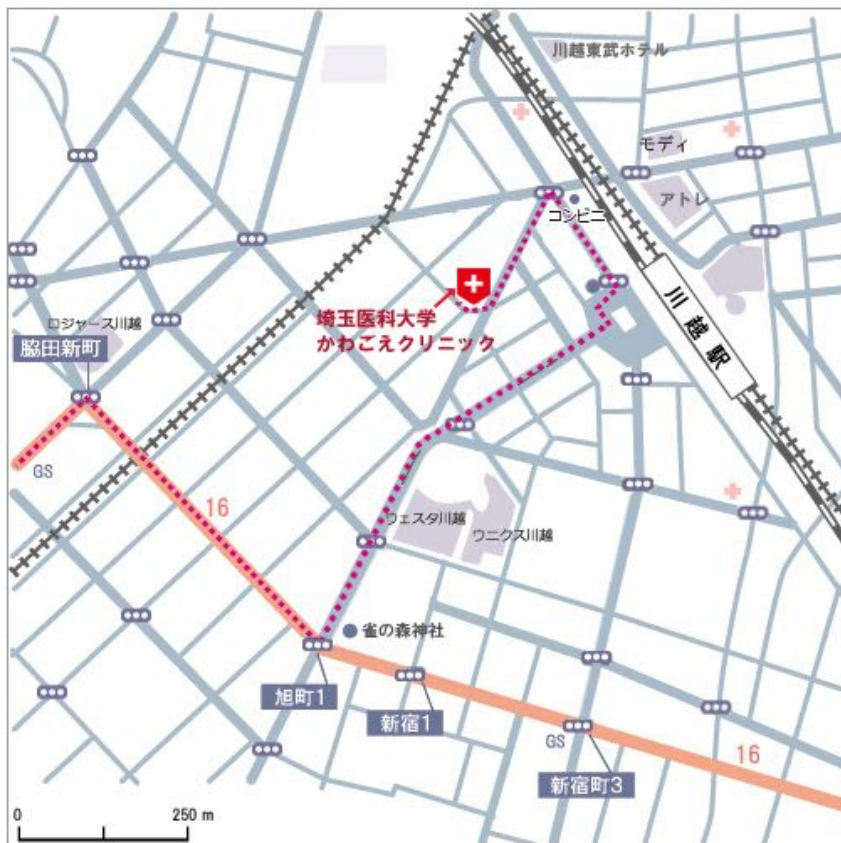 川越東武ホテル
モディ
アトレ
コンビニ
川越駅
埼玉医科大学
かわごえクリニック
ロジャース川越
脇田新町
GS
16
ウェスタ川越
ウニクス川越
雀の森神社
旭町1
新宿1
GS
16
新宿町3
0
250 m